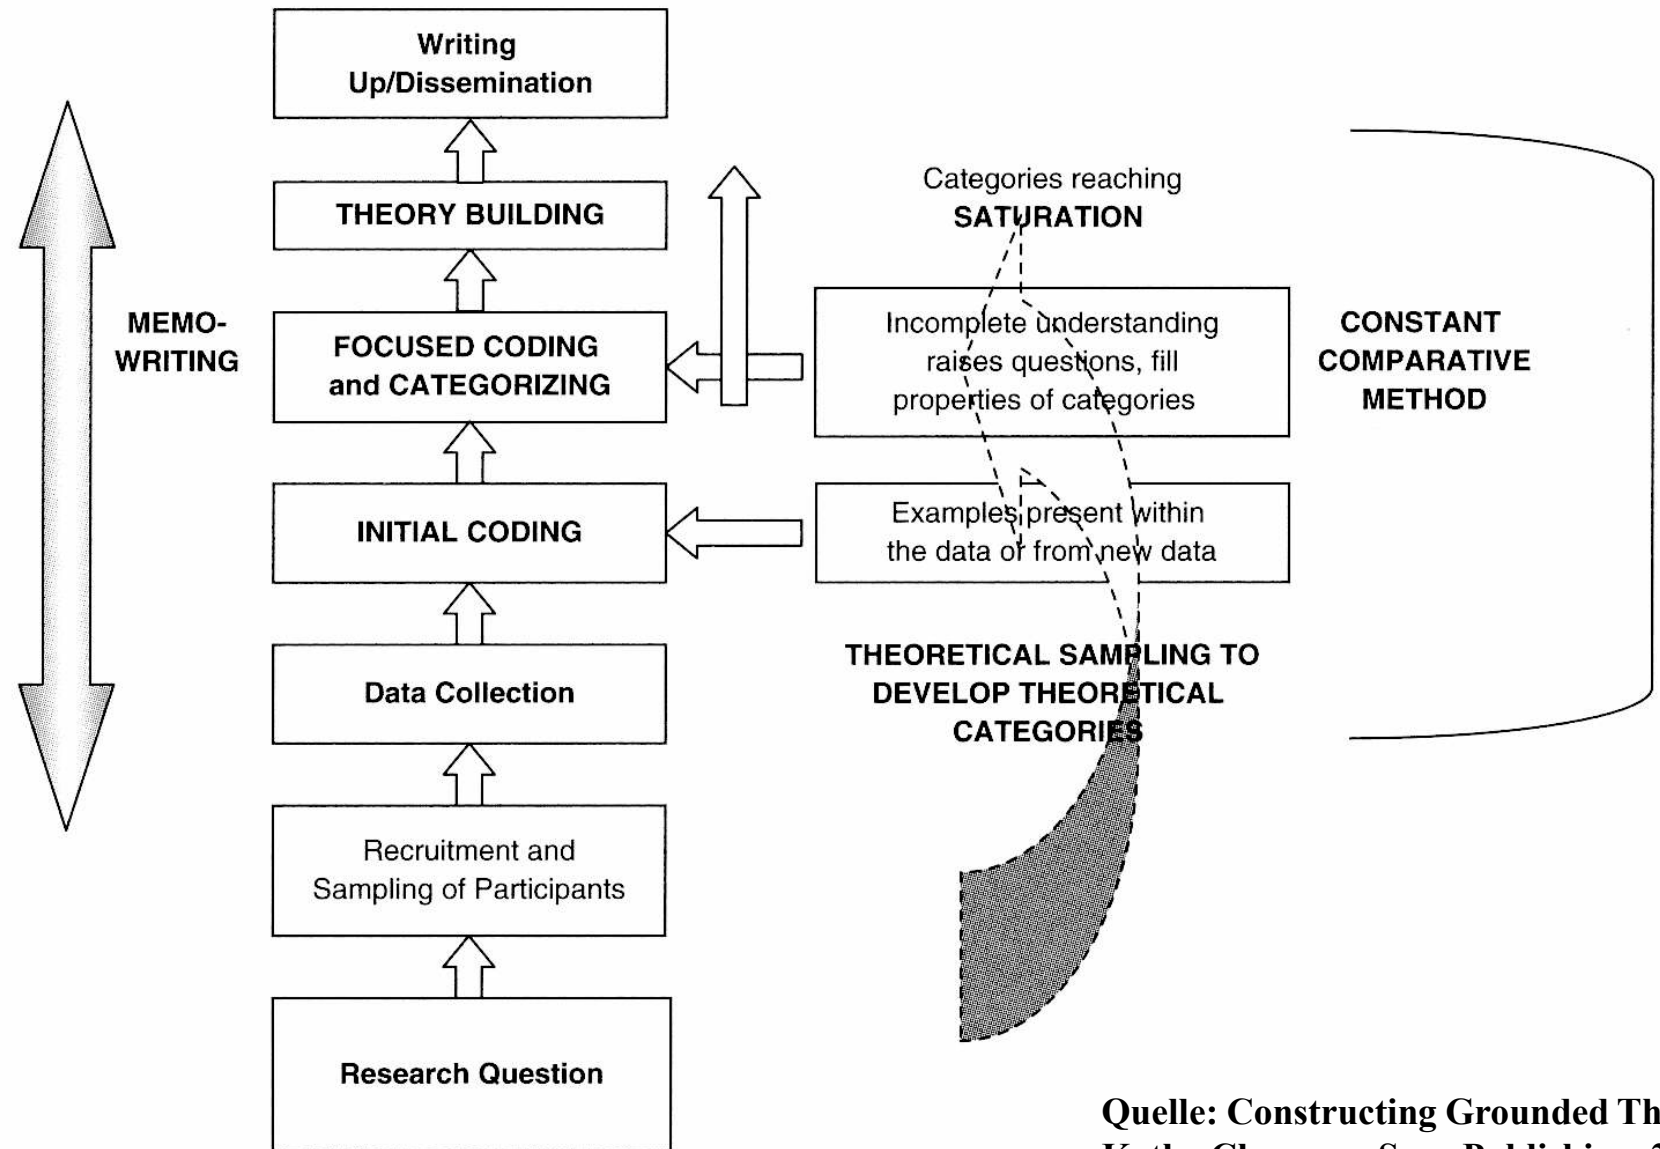 Writing
Up/Dissemination
THEORY BUILDING
FOCUSED CODING
and CATEGORIZING
INITIAL CODING
Data Collection
Recruitment and
Sampling of Participants
Research Question
MEMO-
WRITING
Categories reaching
SATURATION
Incomplete understanding
raises questions, fill
properties of categories
Examples present within
the data or from new data
THEORETICAL SAMPLING TO
DEVELOP THEORETICAL
CATEGORIES
CONSTANT
COMPARATIVE
METHOD
Quelle: Constructing Grounded Th